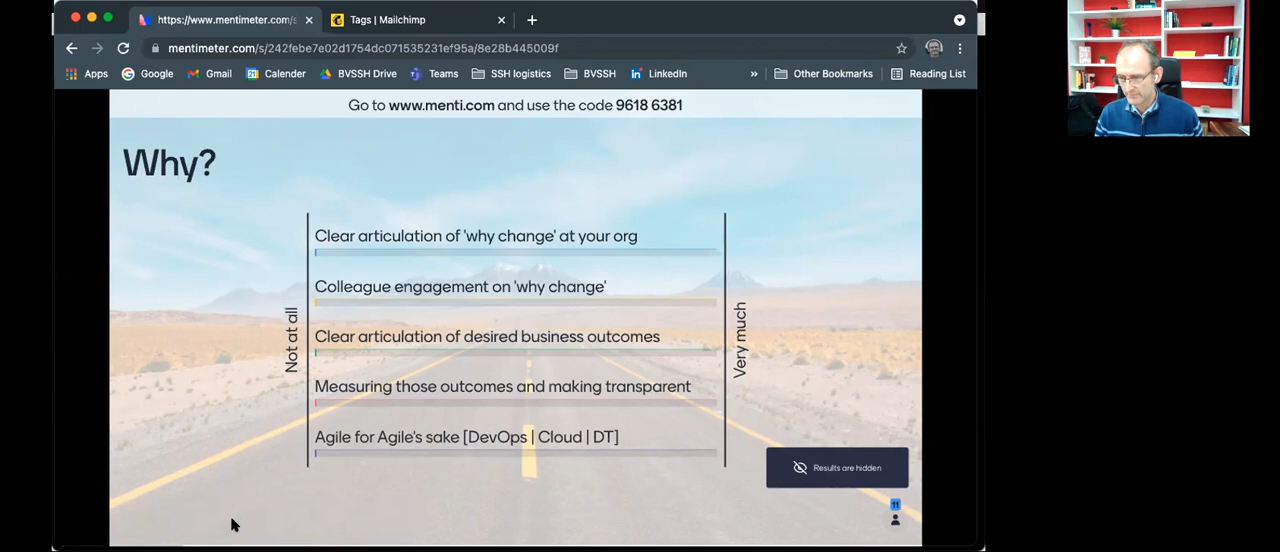 https://www.mentimeter.com/s
Tags | Mailchimp
mentimeter.com/s/242febe7e02d1754dc071535231ef95a/8e28b445009f
Apps Google Gmail Calender BVSSH Drive Teams SSH logistics BVSSH LinkedIn » Other Bookmarks Reading List
Go to www.menti.com and use the code 9618 6381
Why?
Clear articulation of 'why change' at your org
Colleague engagement on 'why change'
Clear articulation of desired business outcomes
Measuring those outcomes and making transparent
Agile for Agile's sake [DevOps | Cloud | DT]
Not at all
Very much
Results are hidden
11